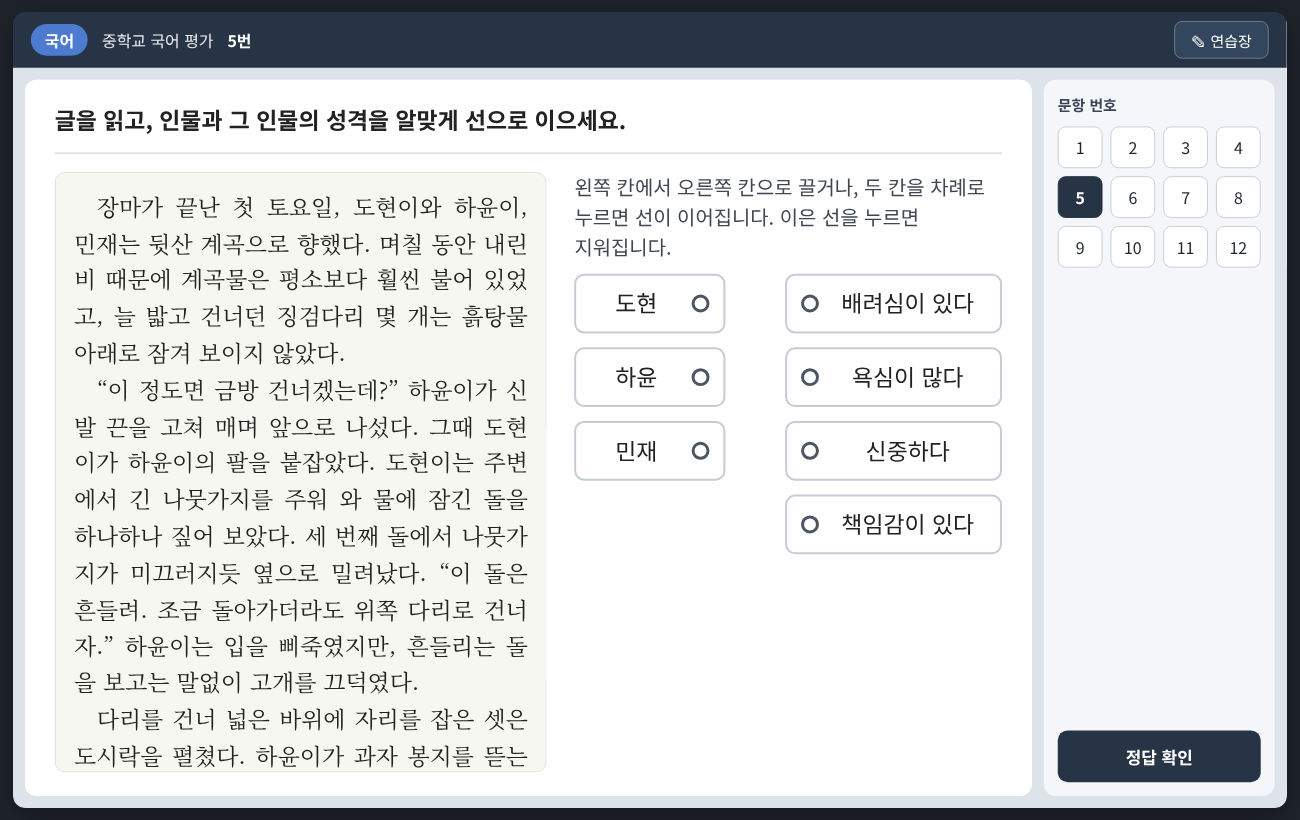 국어 중학교 국어 평가 5번
✎ 연습장
글을 읽고, 인물과 그 인물의 성격을 알맞게 선으로 이으세요.
장마가 끝난 첫 토요일, 도현이와 하윤이,
민재는 뒷산 계곡으로 향했다. 며칠 동안 내린
비 때문에 계곡물은 평소보다 훨씬 불어 있었
고, 늘 밟고 건너던 징검다리 몇 개는 흙탕물
아래로 잠겨 보이지 않았다.
“이 정도면 금방 건너겠는데?” 하윤이가 신
발 끈을 고쳐 매며 앞으로 나섰다. 그때 도현
이가 하윤이의 팔을 붙잡았다. 도현이는 주변
에서 긴 나뭇가지를 주워 와 물에 잠긴 돌을
하나하나 짚어 보았다. 세 번째 돌에서 나뭇가
지가 미끄러지듯 옆으로 밀려났다. “이 돌은
흔들려. 조금 돌아가더라도 위쪽 다리로 건너
자.” 하윤이는 입을 삐죽였지만, 흔들리는 돌
을 보고는 말없이 고개를 끄덕였다.
다리를 건너 넓은 바위에 자리를 잡은 셋은
도시락을 펼쳤다. 하윤이가 과자 봉지를 뜯는
왼쪽 칸에서 오른쪽 칸으로 끌거나, 두 칸을 차례로
누르면 선이 이어집니다. 이은 선을 누르면
지워집니다.
도현
하윤
민재
배려심이 있다
욕심이 많다
신중하다
책임감이 있다
문항 번호
1 2 3 4
5 6 7 8
9 10 11 12
정답 확인